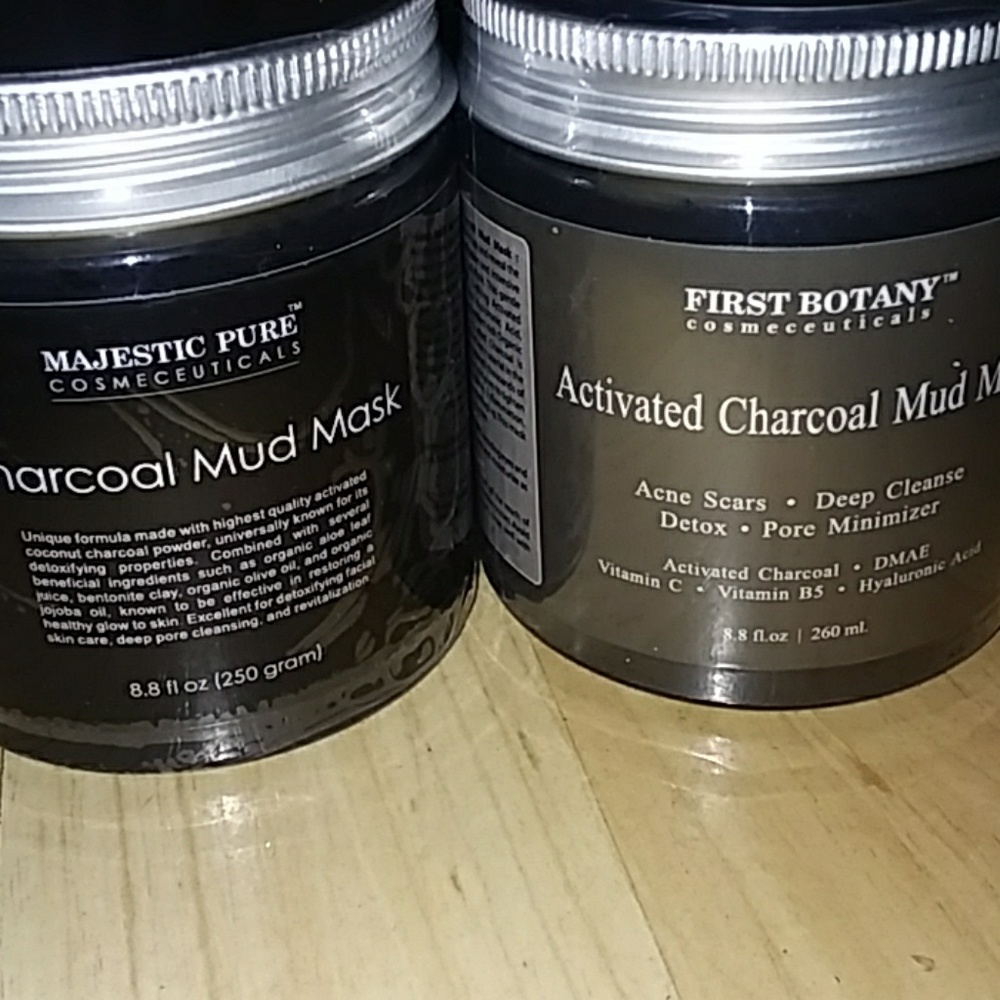 MAJESTIC PURE™
COSMECEUTICALS
harcoal Mud Mask
Unique formula made with highest quality activated
coconut charcoal powder, universally known for its
detoxifying properties. Combined with several
beneficial ingredients such as organic aloe leaf
juice, bentonite clay, organic olive oil, and organic
jojoba oil, known to be effective in restoring a
healthy glow to skin. Excellent for detoxifying facial
skin care, deep pore cleansing, and revitalization.
8.8 fl oz (250 gram)
FIRST BOTANY™
cosmeceuticals
Activated Charcoal Mud M
Acne Scars • Deep Cleanse
Detox • Pore Minimizer
Activated Charcoal • DMAE
Vitamin C • Vitamin B5 • Hyaluronic Acid
8.8 fl.oz | 260 ml.